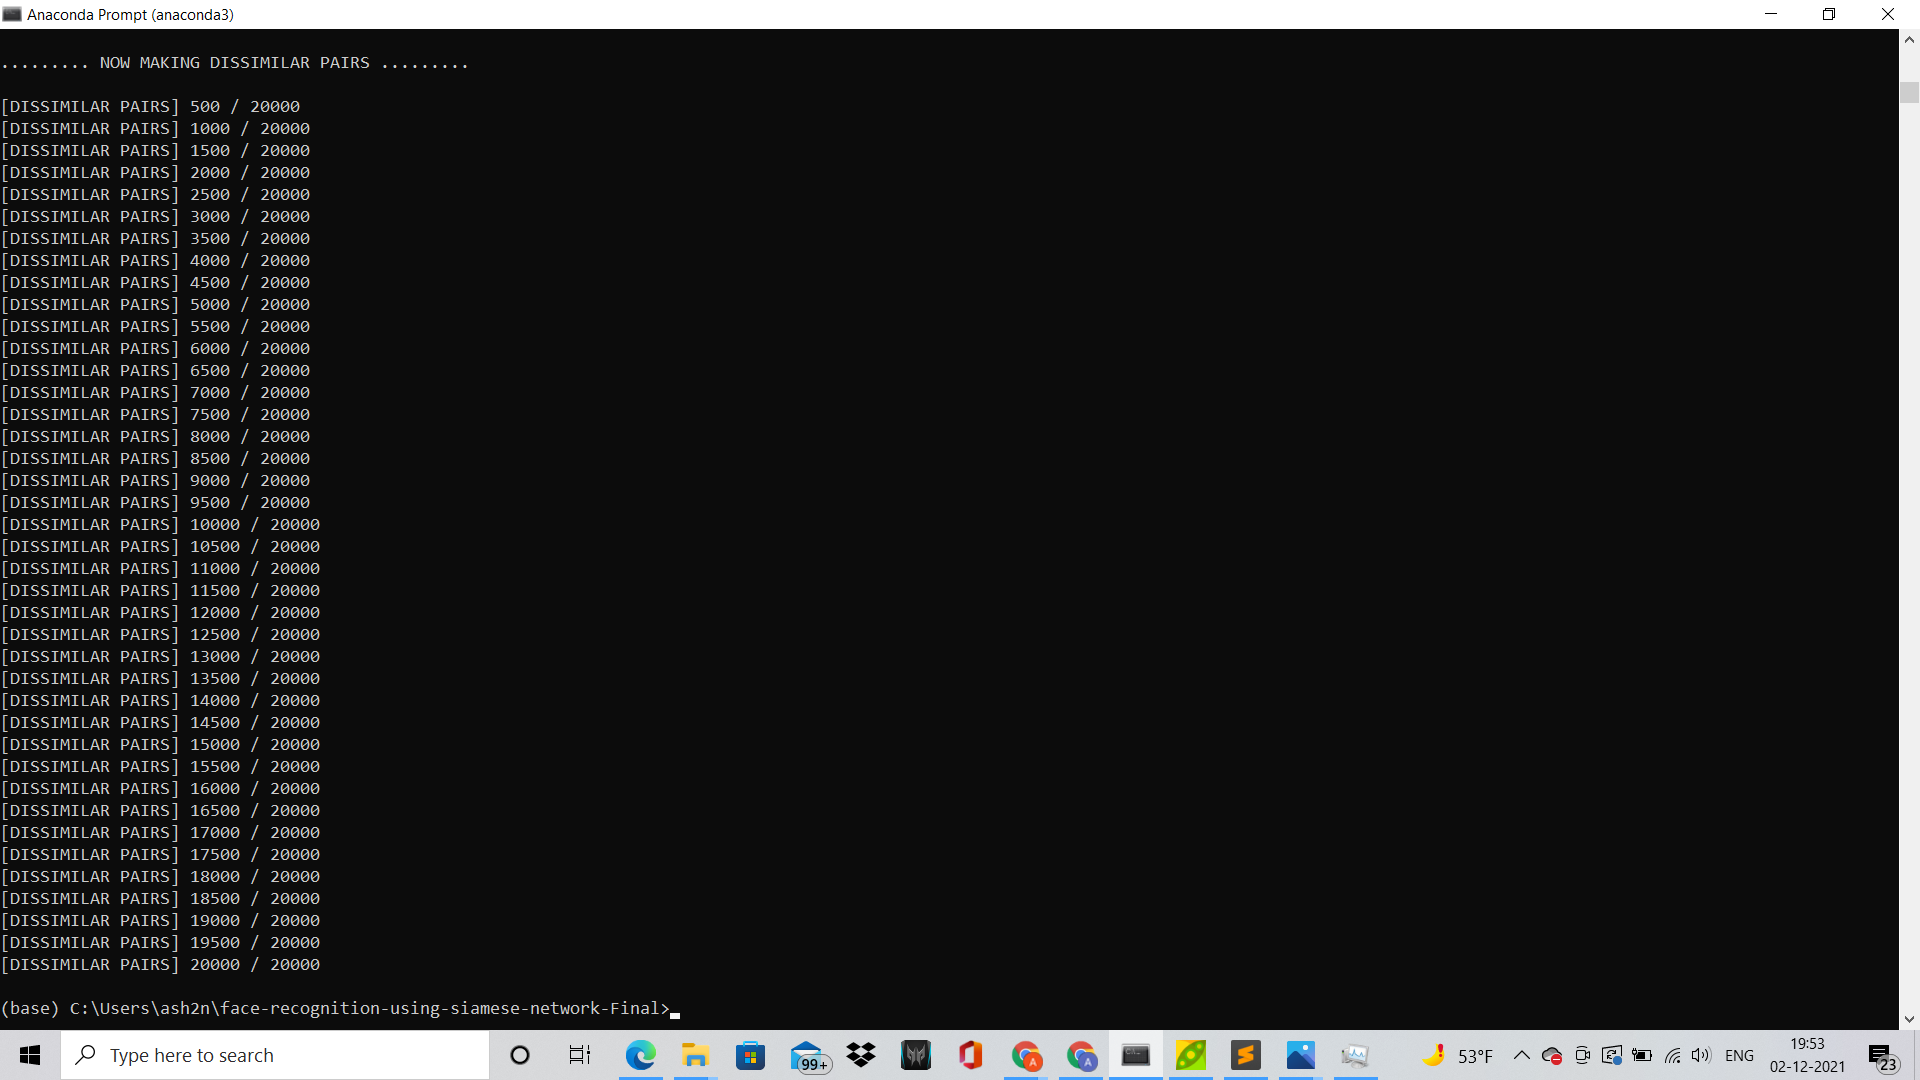 Anaconda Prompt (anaconda3)
......... NOW MAKING DISSIMILAR PAIRS .........
[DISSIMILAR PAIRS] 500 / 20000
[DISSIMILAR PAIRS] 1000 / 20000
[DISSIMILAR PAIRS] 1500 / 20000
[DISSIMILAR PAIRS] 2000 / 20000
[DISSIMILAR PAIRS] 2500 / 20000
[DISSIMILAR PAIRS] 3000 / 20000
[DISSIMILAR PAIRS] 3500 / 20000
[DISSIMILAR PAIRS] 4000 / 20000
[DISSIMILAR PAIRS] 4500 / 20000
[DISSIMILAR PAIRS] 5000 / 20000
[DISSIMILAR PAIRS] 5500 / 20000
[DISSIMILAR PAIRS] 6000 / 20000
[DISSIMILAR PAIRS] 6500 / 20000
[DISSIMILAR PAIRS] 7000 / 20000
[DISSIMILAR PAIRS] 7500 / 20000
[DISSIMILAR PAIRS] 8000 / 20000
[DISSIMILAR PAIRS] 8500 / 20000
[DISSIMILAR PAIRS] 9000 / 20000
[DISSIMILAR PAIRS] 9500 / 20000
[DISSIMILAR PAIRS] 10000 / 20000
[DISSIMILAR PAIRS] 10500 / 20000
[DISSIMILAR PAIRS] 11000 / 20000
[DISSIMILAR PAIRS] 11500 / 20000
[DISSIMILAR PAIRS] 12000 / 20000
[DISSIMILAR PAIRS] 12500 / 20000
[DISSIMILAR PAIRS] 13000 / 20000
[DISSIMILAR PAIRS] 13500 / 20000
[DISSIMILAR PAIRS] 14000 / 20000
[DISSIMILAR PAIRS] 14500 / 20000
[DISSIMILAR PAIRS] 15000 / 20000
[DISSIMILAR PAIRS] 15500 / 20000
[DISSIMILAR PAIRS] 16000 / 20000
[DISSIMILAR PAIRS] 16500 / 20000
[DISSIMILAR PAIRS] 17000 / 20000
[DISSIMILAR PAIRS] 17500 / 20000
[DISSIMILAR PAIRS] 18000 / 20000
[DISSIMILAR PAIRS] 18500 / 20000
[DISSIMILAR PAIRS] 19000 / 20000
[DISSIMILAR PAIRS] 19500 / 20000
[DISSIMILAR PAIRS] 20000 / 20000
(base) C:\Users\ash2n\face-recognition-using-siamese-network-Final>
Type here to search
99+
A
A
53°F
ENG
19:53
02-12-2021
23